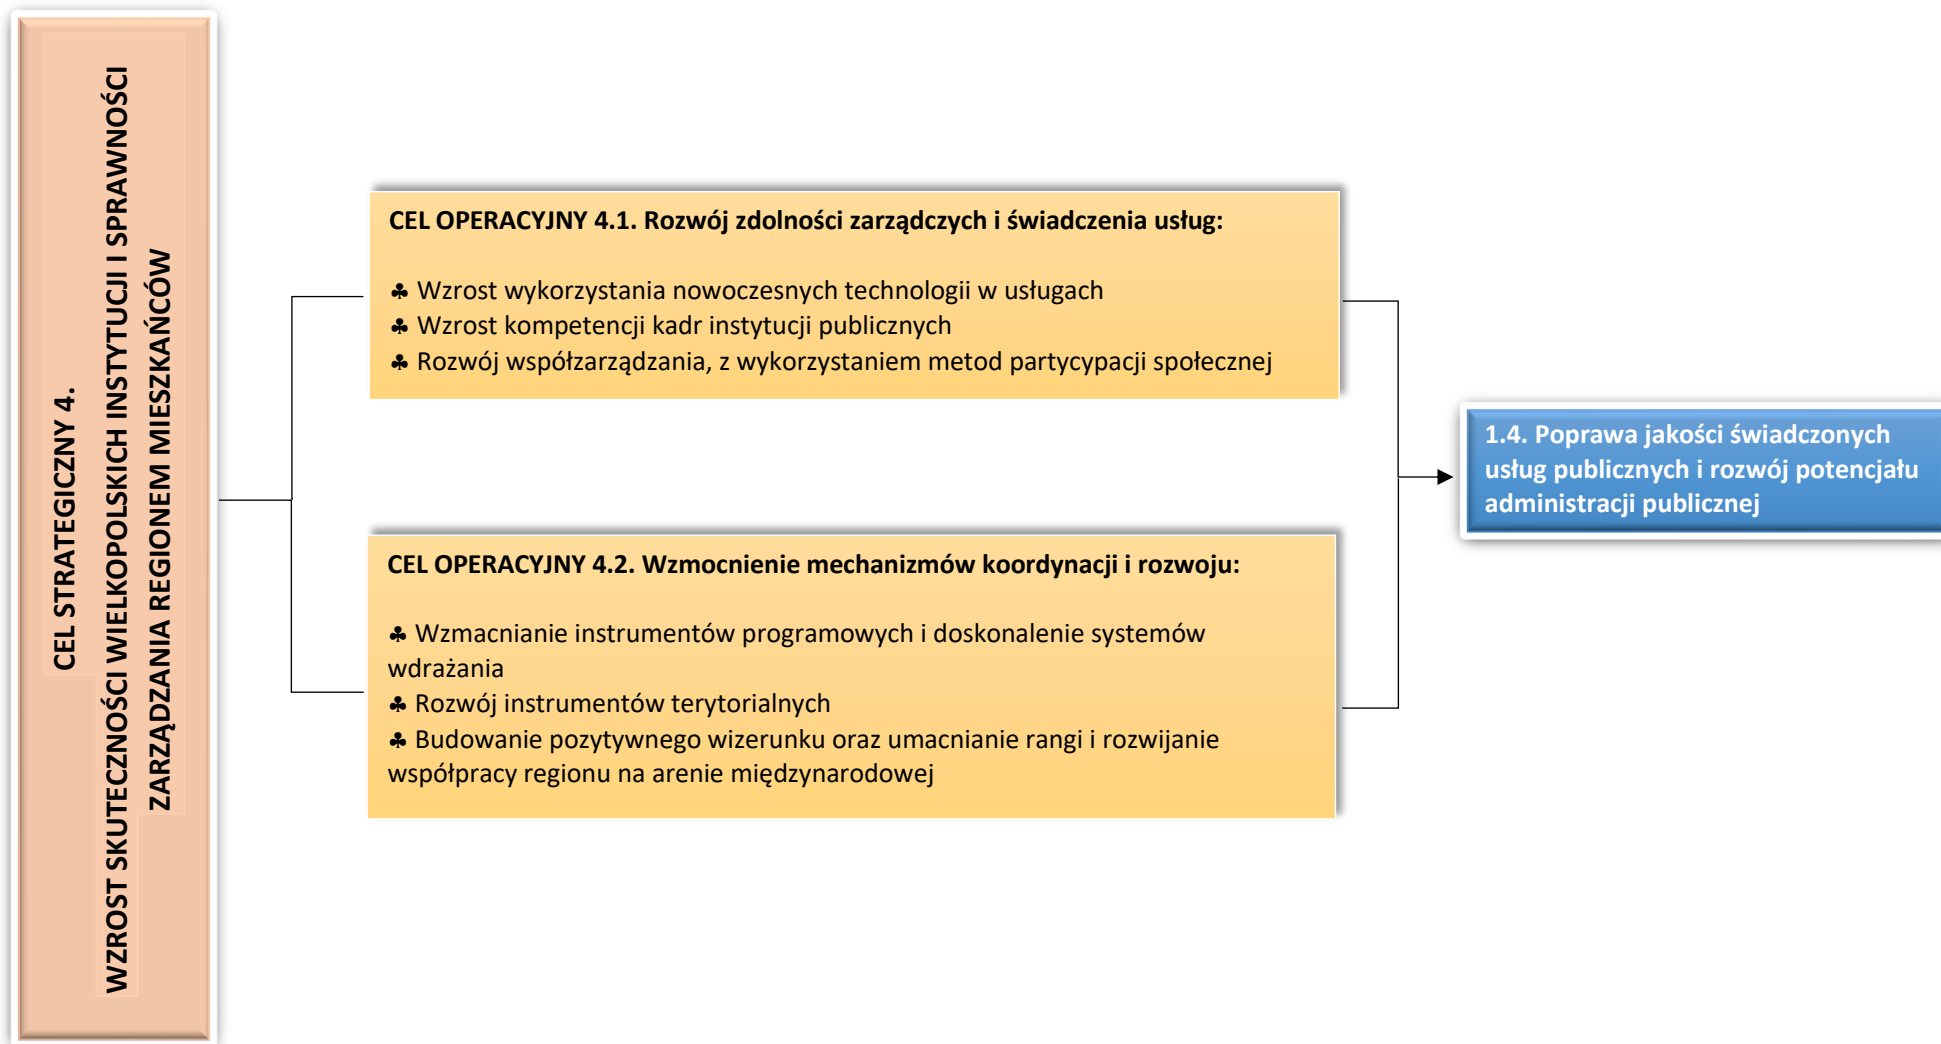 CEL STRATEGICZNY 4.
WZROST SKUTECZNOŚCI WIELKOPOLSKICH INSTYTUCJI I SPRAWNOŚCI
ZARZĄDZANIA REGIONEM MIESZKAŃCÓW
CEL OPERACYJNY 4.1. Rozwój zdolności zarządczych i świadczenia usług:
♣ Wzrost wykorzystania nowoczesnych technologii w usługach
♣ Wzrost kompetencji kadr instytucji publicznych
♣ Rozwój współzarządzania, z wykorzystaniem metod partycypacji społecznej
CEL OPERACYJNY 4.2. Wzmocnienie mechanizmów koordynacji i rozwoju:
♣ Wzmacnianie instrumentów programowych i doskonalenie systemów
wdrażania
♣ Rozwój instrumentów terytorialnych
♣ Budowanie pozytywnego wizerunku oraz umacnianie rangi i rozwijanie
współpracy regionu na arenie międzynarodowej
1.4. Poprawa jakości świadczonych
usług publicznych i rozwój potencjału
administracji publicznej